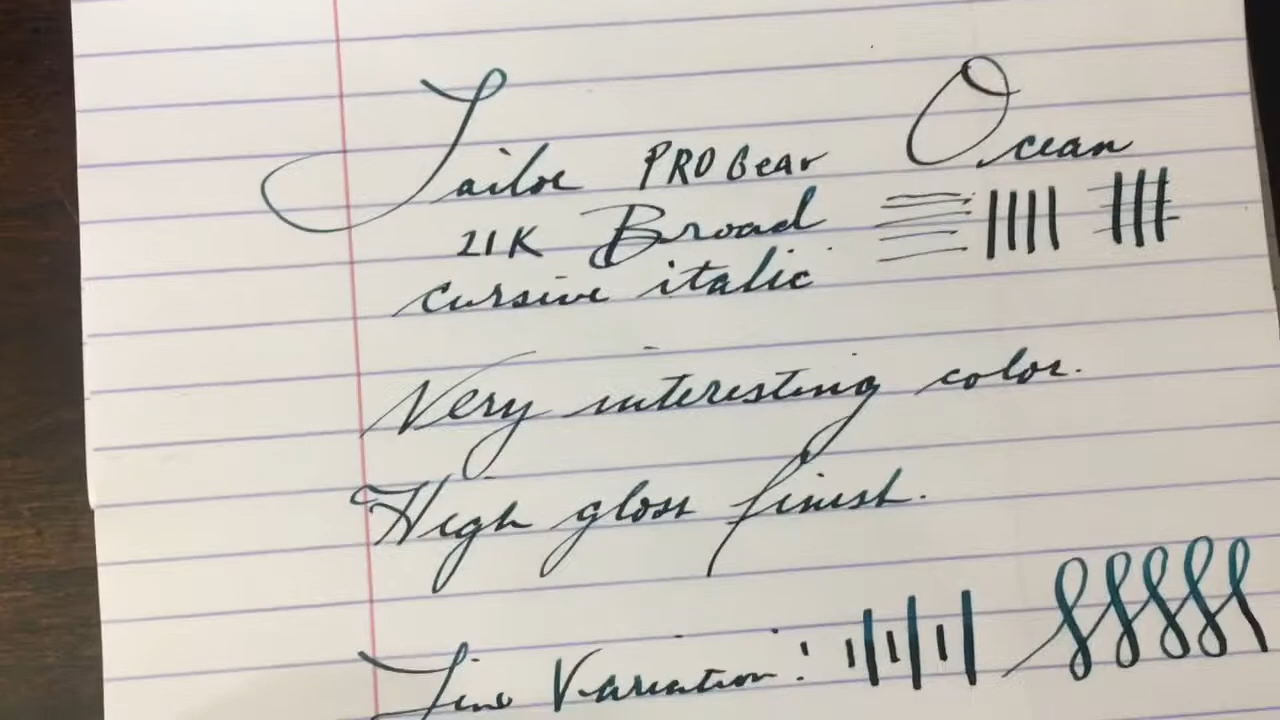 Sailor PRO Gear Ocean
21K Broad
cursive italic
Very interesting color.
High gloss finish.
Line Variation: